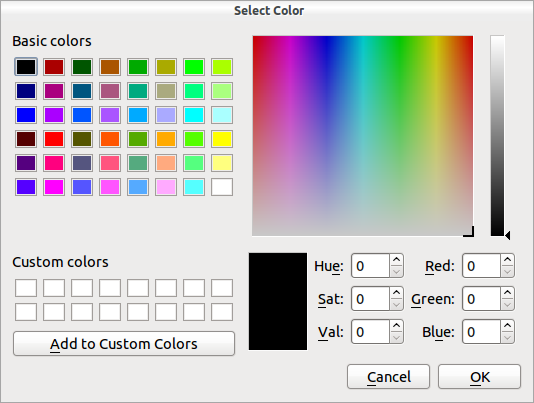 Select Color
Basic colors
Custom colors
Add to Custom Colors
Hue: 0
Red: 0
Sat: 0
Green: 0
Val: 0
Blue: 0
Cancel
OK